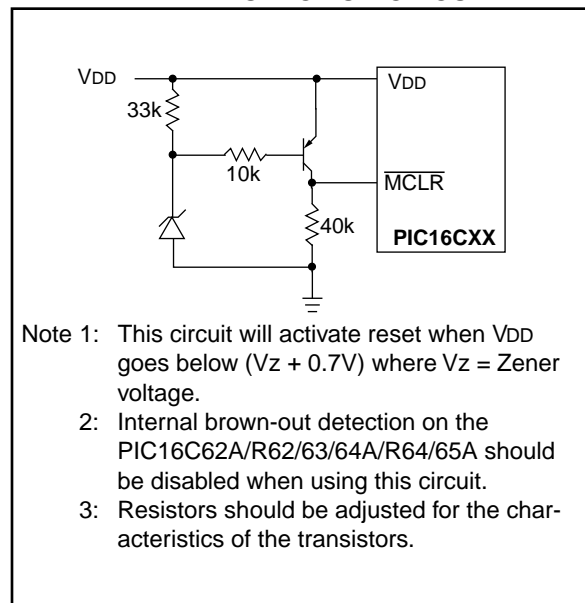 VDD
VDD
33k
10k
MCLR
40k
PIC16CXX
Note 1: This circuit will activate reset when VDD
goes below (Vz + 0.7V) where Vz = Zener
voltage.
2: Internal brown-out detection on the
PIC16C62A/R62/63/64A/R64/65A should
be disabled when using this circuit.
3: Resistors should be adjusted for the char-
acteristics of the transistors.